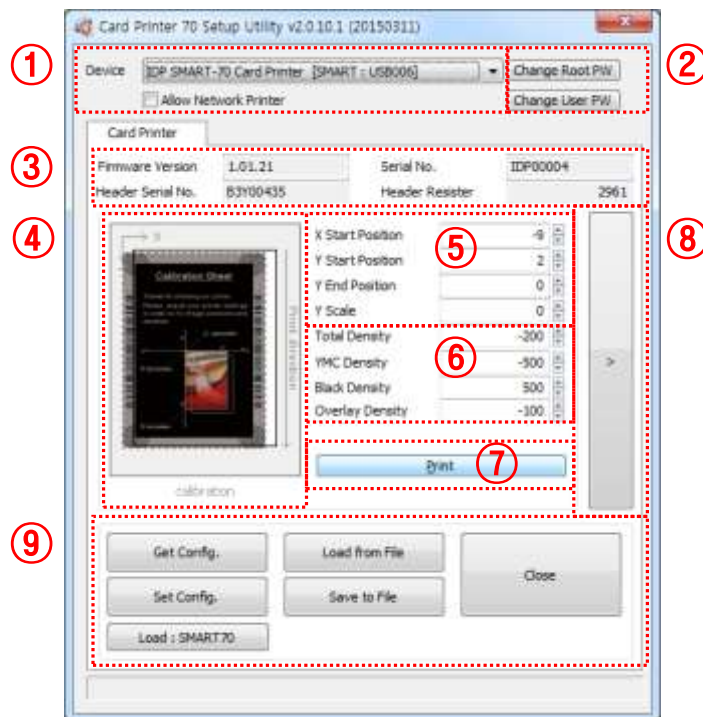 Card Printer 70 Setup Utility v2.0.10.1 (20150311)
① Device IDP SMART-70 Card Printer [SMART : USB006] Change Root PW ②
Allow Network Printer Change User PW
Card Printer
③ Firmware Version 1.01.21 Serial No. IDP00004
Header Serial No. B3Y00435 Header Resister 2961
④ X
Calibration Sheet
Print direction
calibration
⑤
X Start Position -9
Y Start Position 2
Y End Position 0
Y Scale 0
⑥
Total Density -200
YMC Density -500
Black Density 500
Overlay Density -100
Print ⑦
⑧ >
⑨
Get Config. Load from File Close
Set Config. Save to File
Load : SMART70